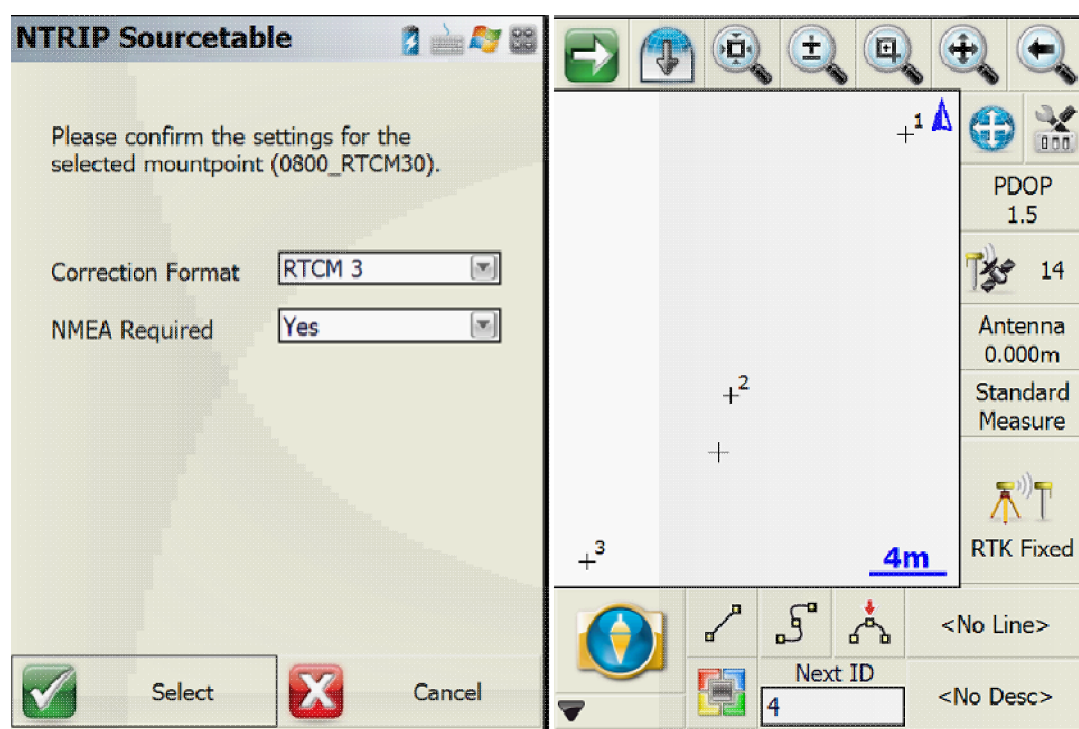 NTRIP Sourcetable
Please confirm the settings for the
selected mountpoint (0800_RTCM30).
Correction Format
RTCM 3
NMEA Required
Yes
Select
Cancel
1
2
3
4m
PDOP
1.5
14
Antenna
0.000m
Standard
Measure
RTK Fixed
<No Line>
Next ID
4
<No Desc>